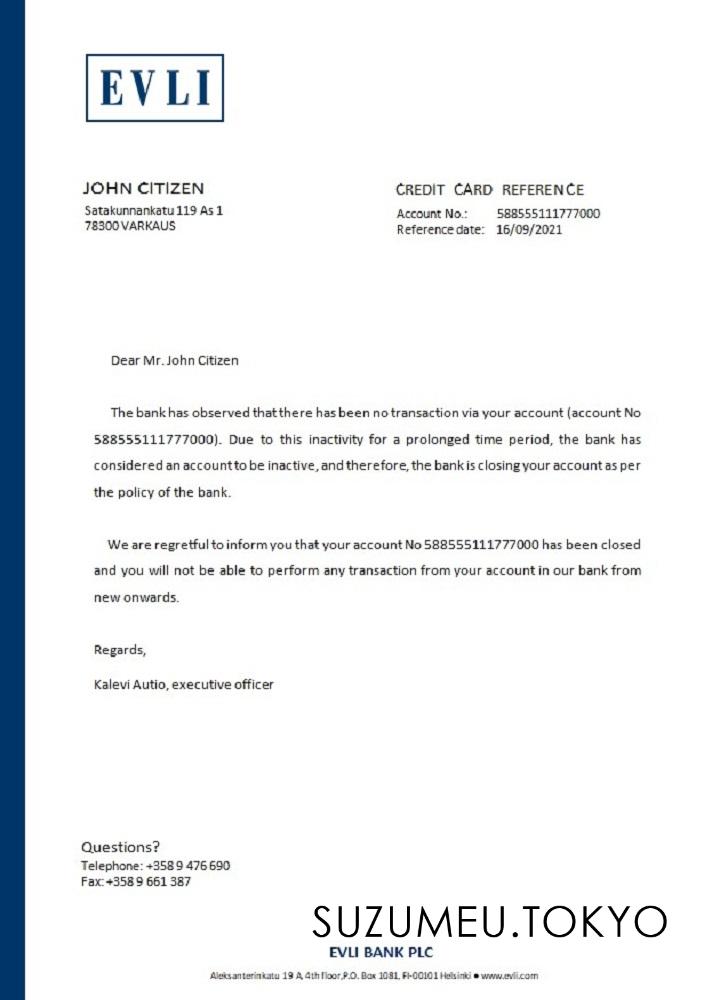 EVLI
JOHN CITIZEN
Satakunnankatu 119 As 1
78300 VARKAUS
CREDIT CARD REFERENCE
Account No.: 588555111777000
Reference date: 16/09/2021
Dear Mr. John Citizen
The bank has observed that there has been no transaction via your account (account No
588555111777000). Due to this inactivity for a prolonged time period, the bank has
considered an account to be inactive, and therefore, the bank is closing your account as per
the policy of the bank.
We are regretful to inform you that your account No 588555111777000 has been closed
and you will not be able to perform any transaction from your account in our bank from
new onwards.
Regards,
Kalevi Autio, executive officer
Questions?
Telephone: +358 9 476 690
Fax: +358 9 661 387
SUZUMEU.TOKYO
EVLI BANK PLC
Aleksanterinkatu 19 A, 4th floor, P.O. Box 1081, FI-00101 Helsinki ● www.evli.com